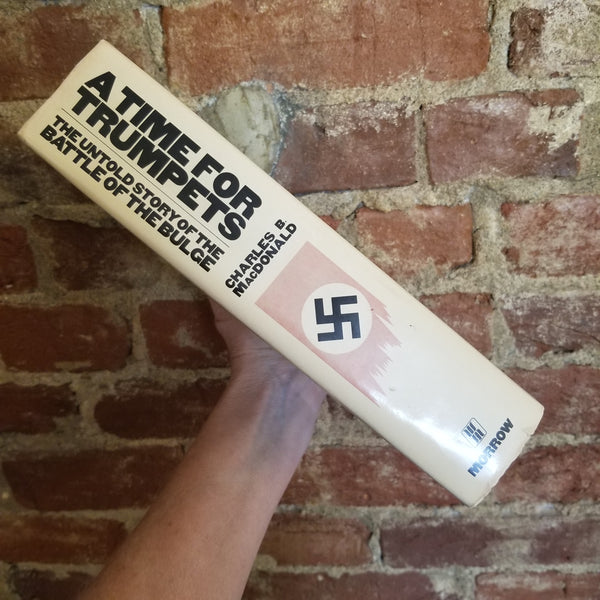 A TIME FOR
TRUMPETS
THE UNTOLD STORY OF THE
BATTLE OF THE BULGE
CHARLES B.
MACDONALD
MORROW